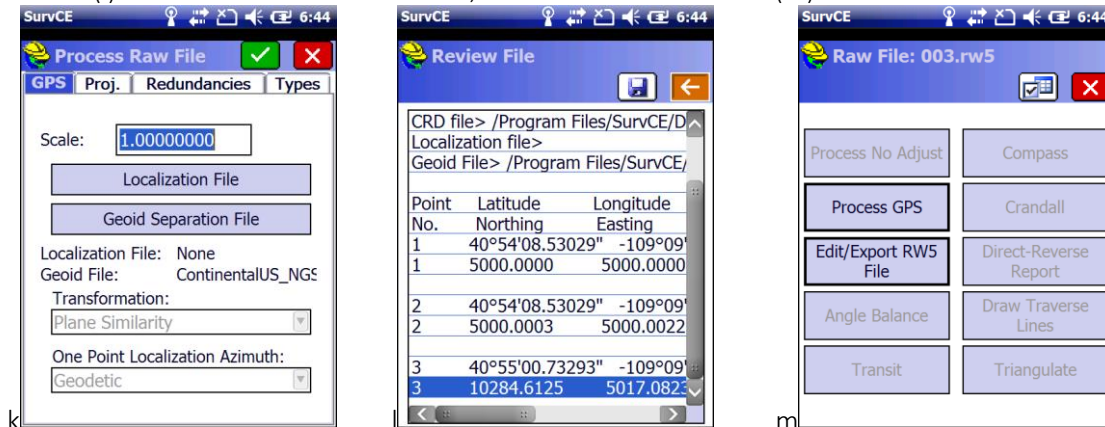 SurvCE 6:44
Process Raw File
GPS Proj. Redundancies Types
Scale: 1.00000000
Localization File
Geoid Separation File
Localization File: None
Geoid File: ContinentalUS_NGS
Transformation:
Plane Similarity
One Point Localization Azimuth:
Geodetic
k
SurvCE 6:44
Review File
CRD file> /Program Files/SurvCE/D
Localization file>
Geoid File> /Program Files/SurvCE/
Point Latitude Longitude
No. Northing Easting
1 40°54'08.53029" -109°09'
1 5000.0000 5000.0000
2 40°54'08.53029" -109°09'
2 5000.0003 5000.0022
3 40°55'00.73293" -109°09'
3 10284.6125 5017.0823
l
SurvCE 6:44
Raw File: 003.rw5
Process No Adjust Compass
Process GPS Crandall
Edit/Export RW5 File
Direct-Reverse Report
Angle Balance
Draw Traverse Lines
Transit Triangulate
m